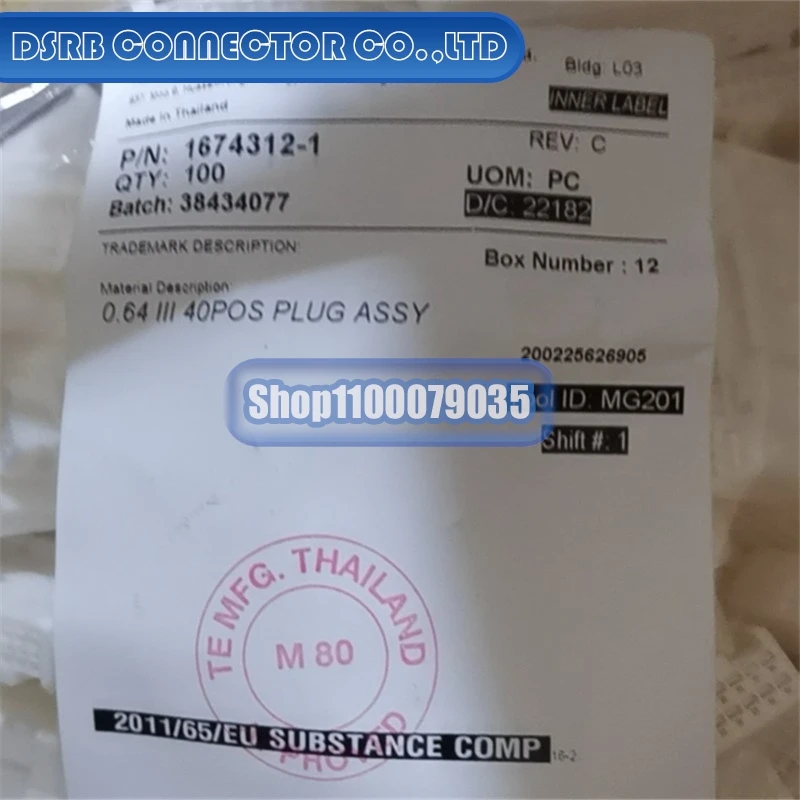 DSRB CONNECTOR CO.,LTD
Bldg: L03
Made in Thailand
INNER LABEL
P/N: 1674312-1
REV: C
QTY: 100
UOM: PC
Batch: 38434077
D/C. 22182
TRADEMARK DESCRIPTION:
Box Number : 12
Material Description:
0.64 III 40POS PLUG ASSY
200225626905
Shop1100079035
ol ID. MG201
Shift #: 1
TE MFG. THAILAND
M 80
2011/65/EU SUBSTANCE COMP
18-2